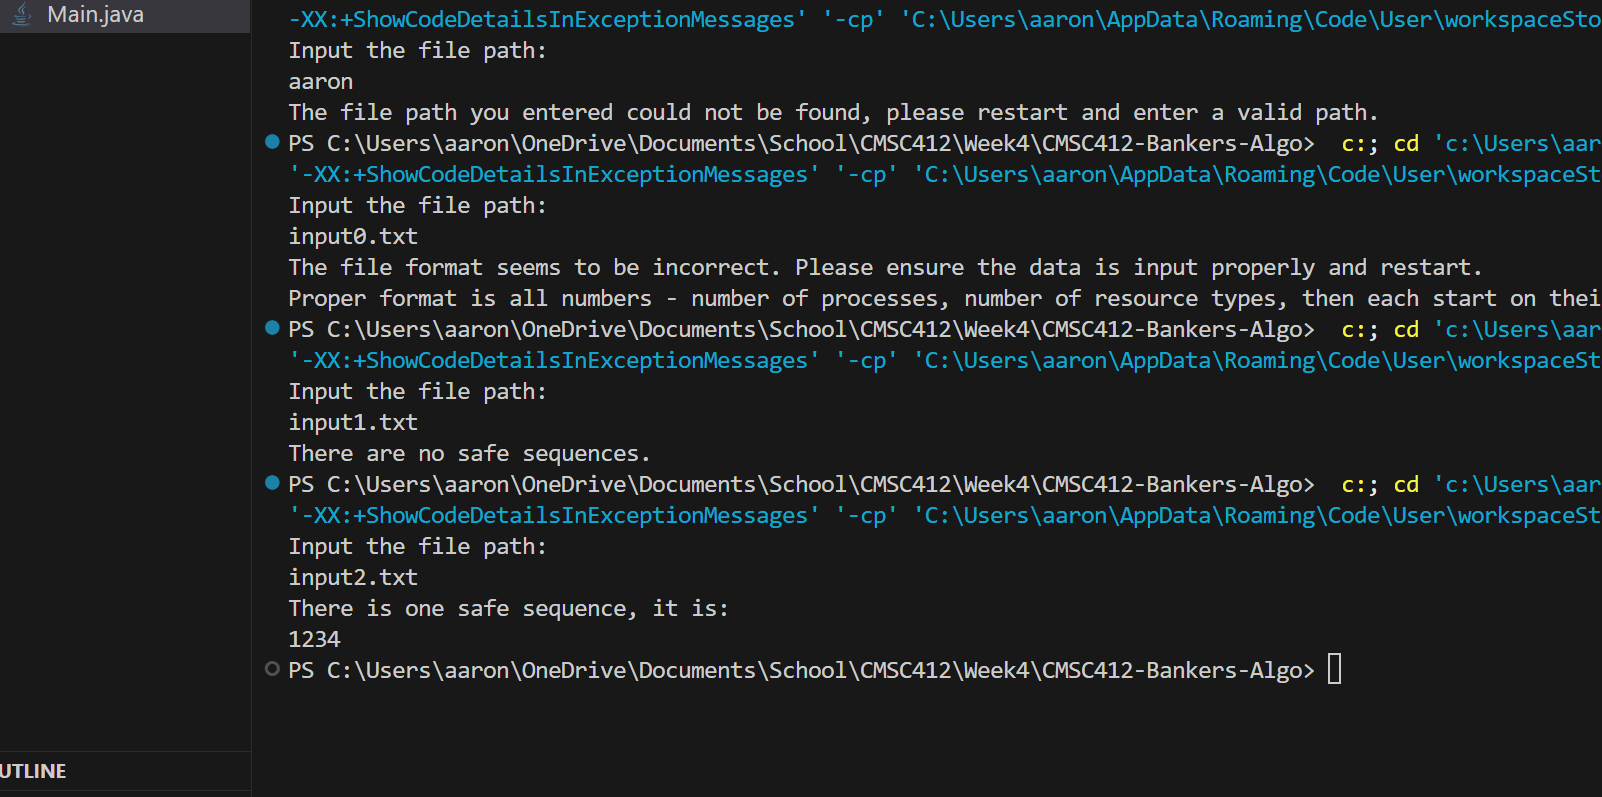 Main.java
-XX:+ShowCodeDetailsInExceptionMessages' '-cp' 'C:\Users\aaron\AppData\Roaming\Code\User\workspaceSto
Input the file path:
aaron
The file path you entered could not be found, please restart and enter a valid path.
PS C:\Users\aaron\OneDrive\Documents\School\CMSC412\Week4\CMSC412-Bankers-Algo>  c:; cd 'c:\Users\aar
'-XX:+ShowCodeDetailsInExceptionMessages' '-cp' 'C:\Users\aaron\AppData\Roaming\Code\User\workspaceSt
Input the file path:
input0.txt
The file format seems to be incorrect. Please ensure the data is input properly and restart.
Proper format is all numbers - number of processes, number of resource types, then each start on thei
PS C:\Users\aaron\OneDrive\Documents\School\CMSC412\Week4\CMSC412-Bankers-Algo>  c:; cd 'c:\Users\aar
'-XX:+ShowCodeDetailsInExceptionMessages' '-cp' 'C:\Users\aaron\AppData\Roaming\Code\User\workspaceSt
Input the file path:
input1.txt
There are no safe sequences.
PS C:\Users\aaron\OneDrive\Documents\School\CMSC412\Week4\CMSC412-Bankers-Algo>  c:; cd 'c:\Users\aar
'-XX:+ShowCodeDetailsInExceptionMessages' '-cp' 'C:\Users\aaron\AppData\Roaming\Code\User\workspaceSt
Input the file path:
input2.txt
There is one safe sequence, it is:
1234
PS C:\Users\aaron\OneDrive\Documents\School\CMSC412\Week4\CMSC412-Bankers-Algo>
UTLINE